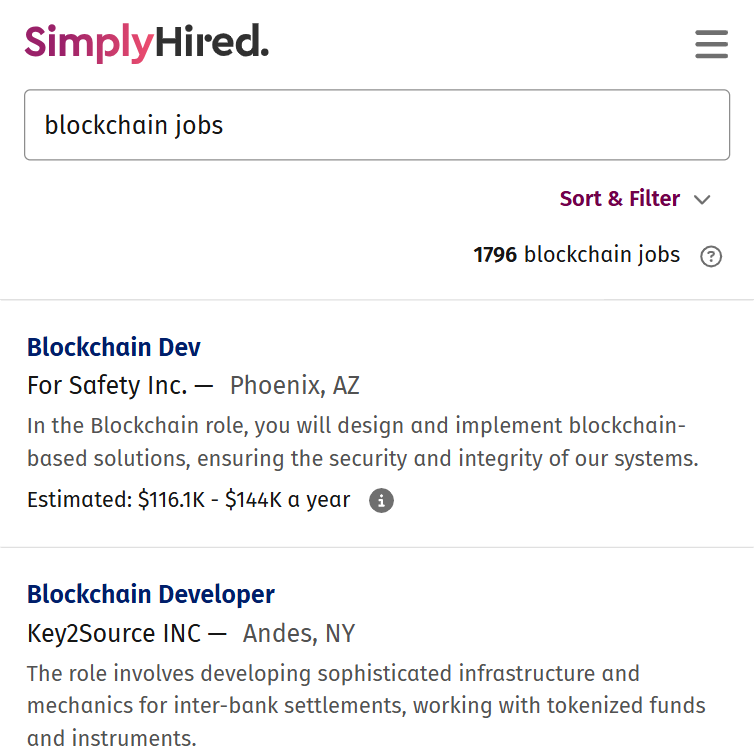 SimplyHired.
blockchain jobs
Sort & Filter
1796 blockchain jobs ?
Blockchain Dev
For Safety Inc. — Phoenix, AZ
In the Blockchain role, you will design and implement blockchain-
based solutions, ensuring the security and integrity of our systems.
Estimated: $116.1K - $144K a year i
Blockchain Developer
Key2Source INC — Andes, NY
The role involves developing sophisticated infrastructure and
mechanics for inter-bank settlements, working with tokenized funds
and instruments.